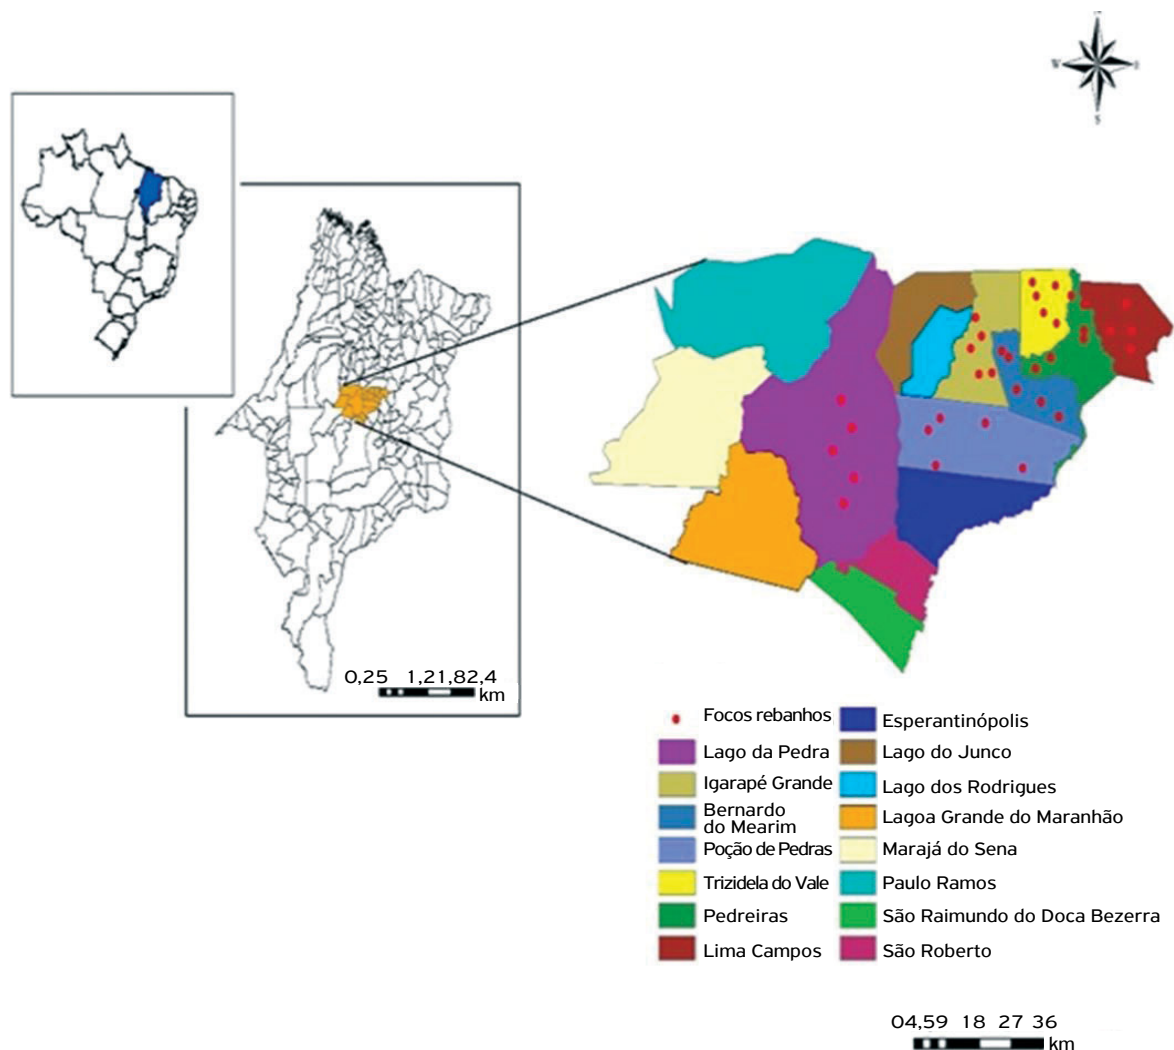 W
E
S
0,25 1,21,82,4
km
Focos rebanhos
Lago da Pedra
Igarapé Grande
Bernardo
do Mearim
Poção de Pedras
Trizidela do Vale
Pedreiras
Lima Campos
Esperantinópolis
Lago do Junco
Lago dos Rodrigues
Lagoa Grande do Maranhão
Marajá do Sena
Paulo Ramos
São Raimundo do Doca Bezerra
São Roberto
04,59 18 27 36
km